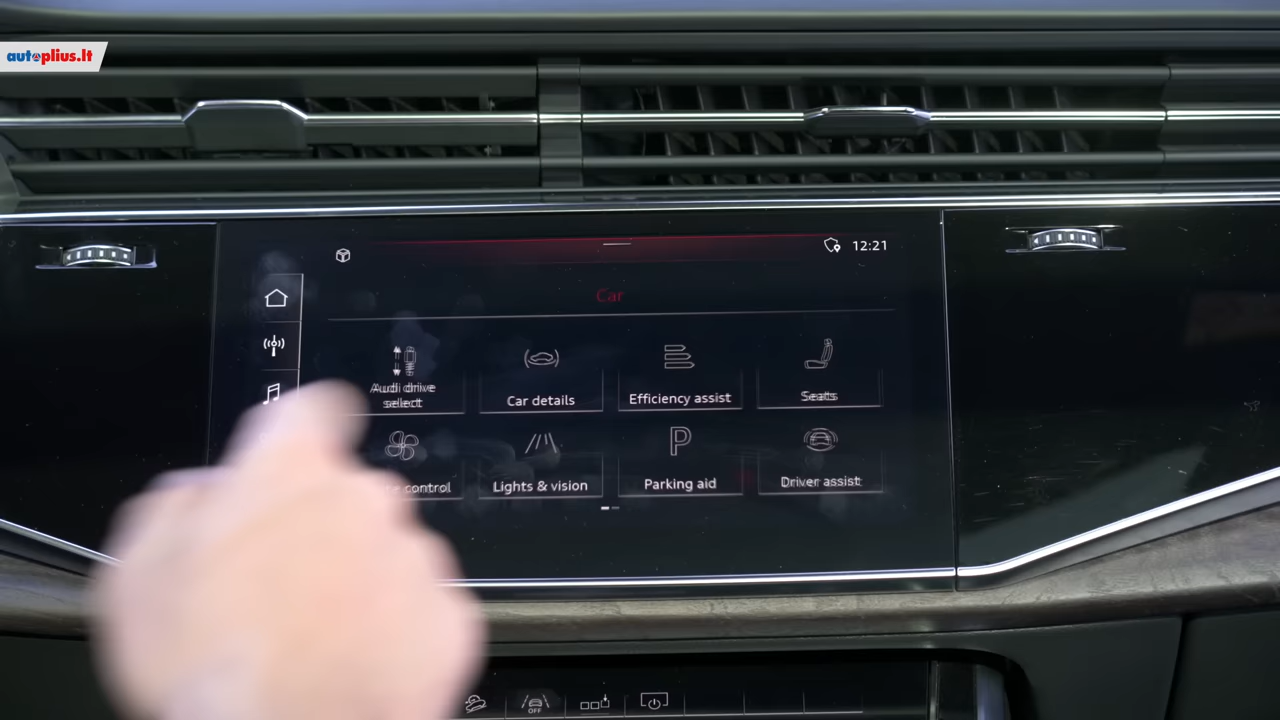 autoplius.lt
12:21
Car
Audi drive
select
Car details
Efficiency assist
Seats
control
Lights & vision
P
Parking aid
Driver assist
OFF